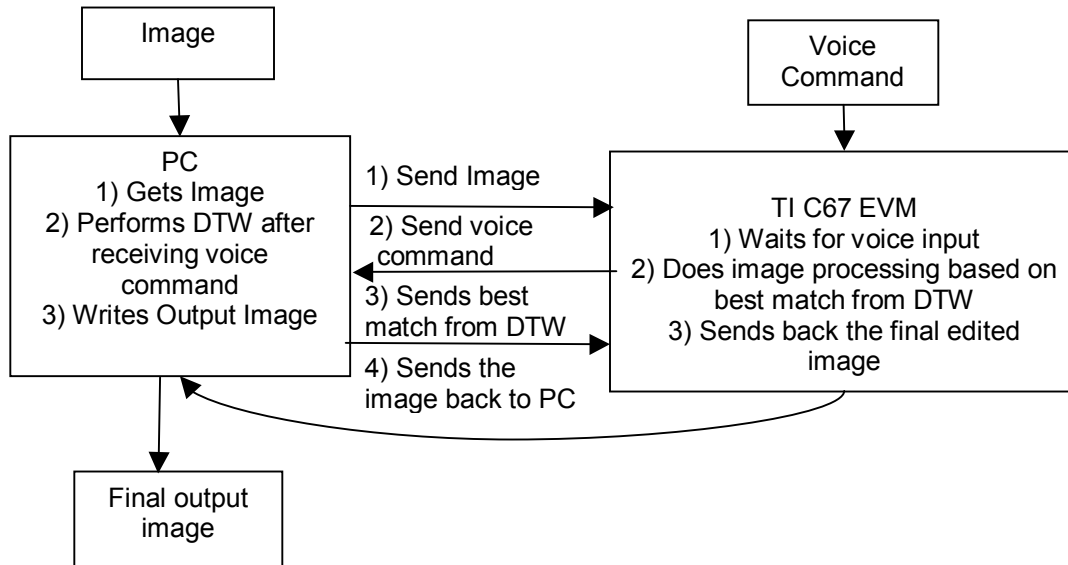 Image
Voice
Command
PC
1) Gets Image
2) Performs DTW after
receiving voice
command
3) Writes Output Image
1) Send Image
2) Send voice
command
3) Sends best
match from DTW
4) Sends the
image back to PC
TI C67 EVM
1) Waits for voice input
2) Does image processing based on
best match from DTW
3) Sends back the final edited
image
Final output
image